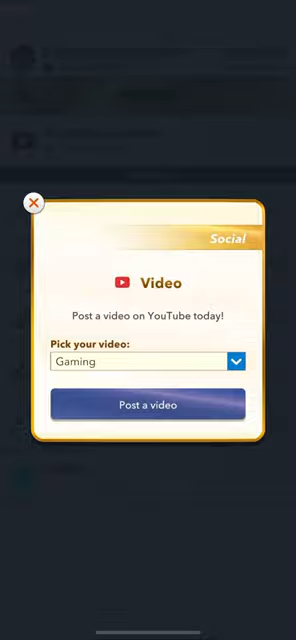 Social
Video
Post a video on YouTube today!
Pick your video:
Gaming
Post a video